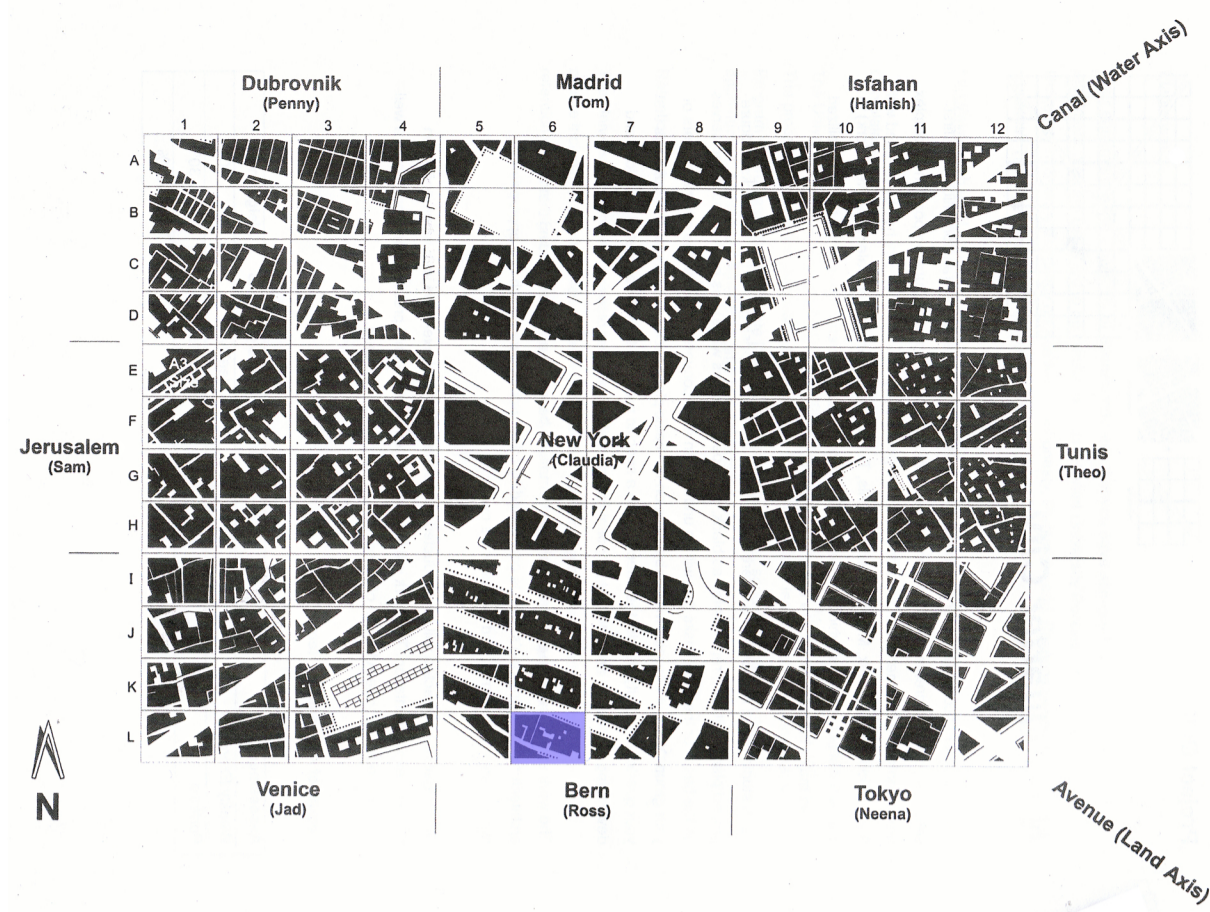 Canal (Water Axis)
Dubrovnik
(Penny)
Madrid
(Tom)
Isfahan
(Hamish)
1 2 3 4 5 6 7 8 9 10 11 12
A
B
C
D
E
F
G
H
I
J
K
L
A3
Jerusalem
(Sam)
New York
(Claudia)
Tunis
(Theo)
N
Venice
(Jad)
Bern
(Ross)
Tokyo
(Neena)
Avenue (Land Axis)